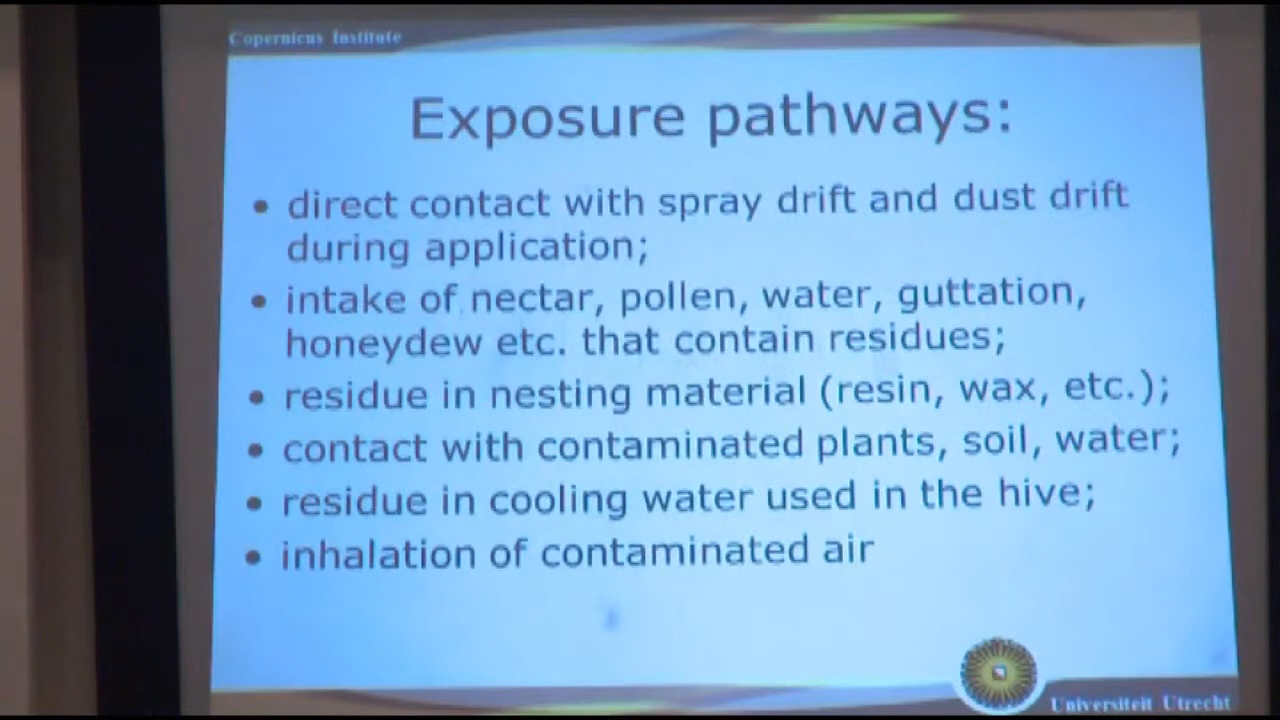 Copernicus Institute
Exposure pathways:
• direct contact with spray drift and dust drift
during application;
• intake of nectar, pollen, water, guttation,
honeydew etc. that contain residues;
• residue in nesting material (resin, wax, etc.);
• contact with contaminated plants, soil, water;
• residue in cooling water used in the hive;
• inhalation of contaminated air
Universiteit Utrecht